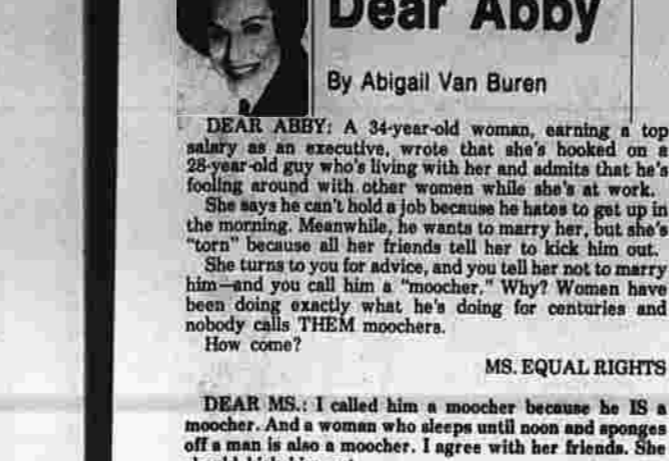 Dear Abby
By Abigail Van Buren
DEAR ABBY: A 34-year-old woman, earning a top
salary as an executive, wrote that she's hooked on a
28-year-old guy who's living with her and admits that he's
fooling around with other women while she's at work.
She says he can't hold a job because he hates to get up in
the morning. Meanwhile, he wants to marry her, but she's
"torn" because all her friends tell her to kick him out.
She turns to you for advice, and you tell her not to marry
him—and you call him a "moocher." Why? Women have
been doing exactly what he's doing for centuries and
nobody calls THEM moochers.
How come?
MS. EQUAL RIGHTS
DEAR MS.: I called him a moocher because he IS a
moocher. And a woman who sleeps until noon and sponges
off a man is also a moocher. I agree with her friends. She